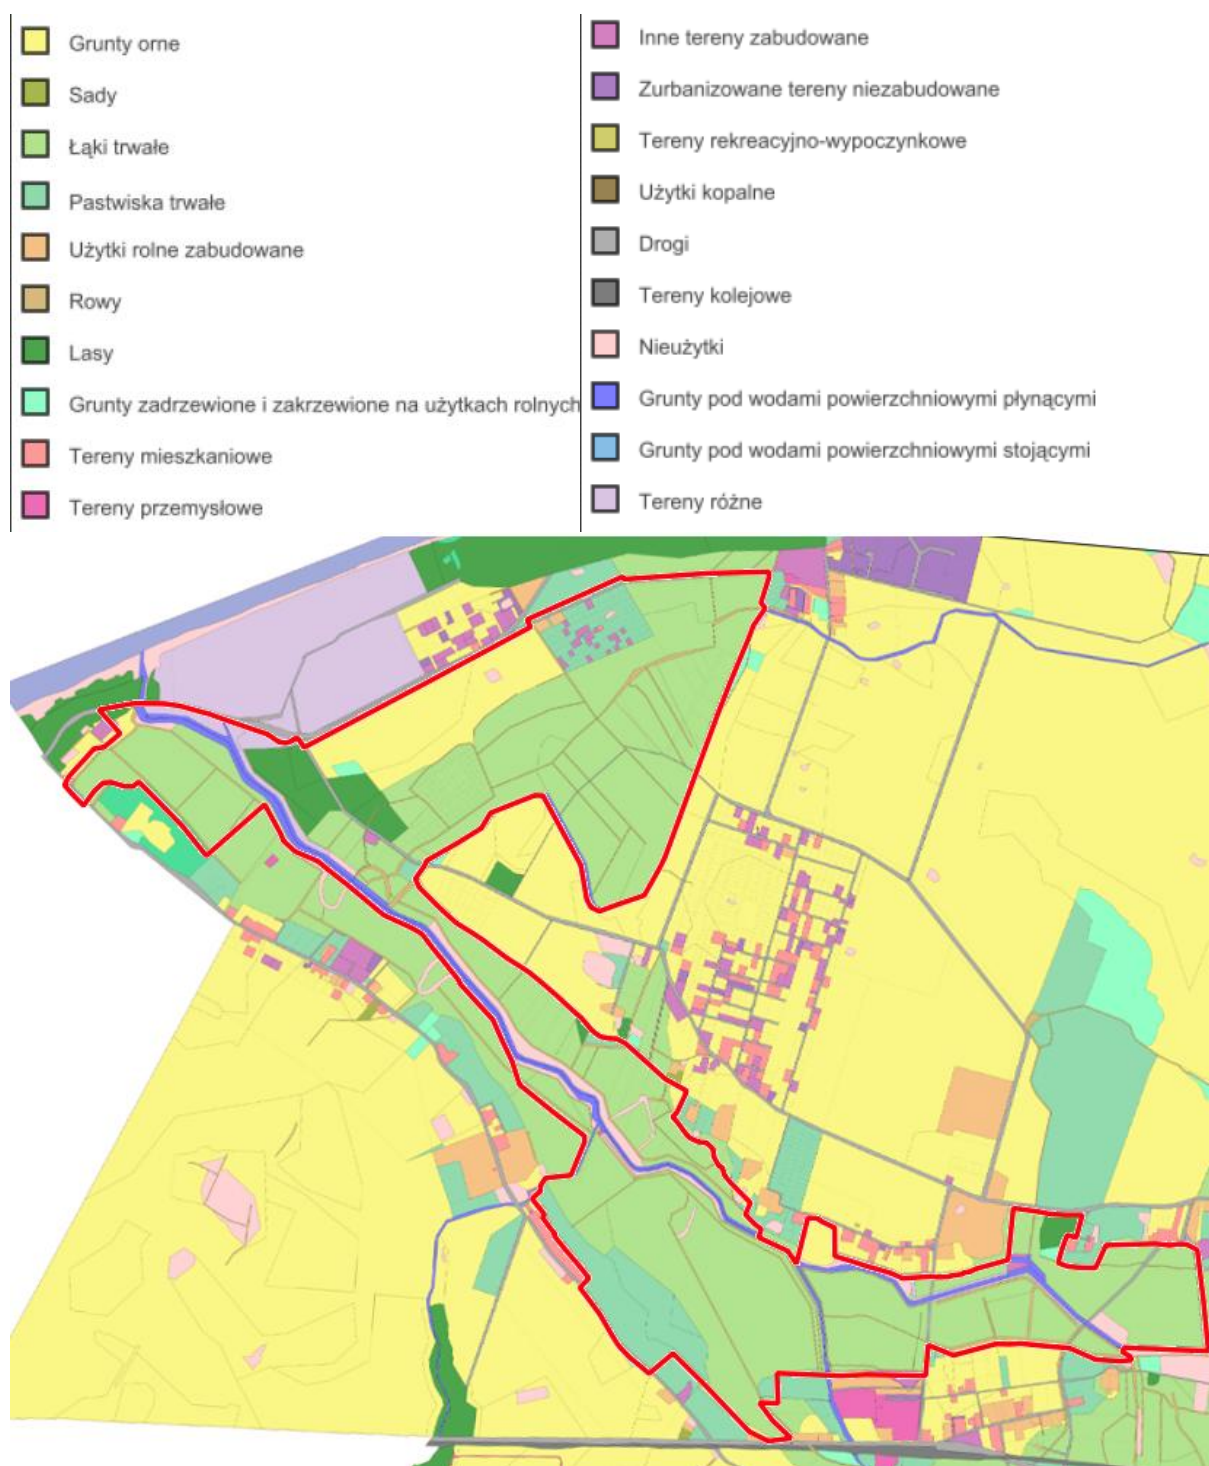 Grunty orne
Sady
Łąki trwałe
Pastwiska trwałe
Użytki rolne zabudowane
Rowy
Lasy
Grunty zadrzewione i zakrzewione na użytkach rolnych
Tereny mieszkaniowe
Tereny przemysłowe
Inne tereny zabudowane
Zurbanizowane tereny niezabudowane
Tereny rekreacyjno-wypoczynkowe
Użytki kopalne
Drogi
Tereny kolejowe
Nieużytki
Grunty pod wodami powierzchniowymi płynącymi
Grunty pod wodami powierzchniowymi stojącymi
Tereny różne